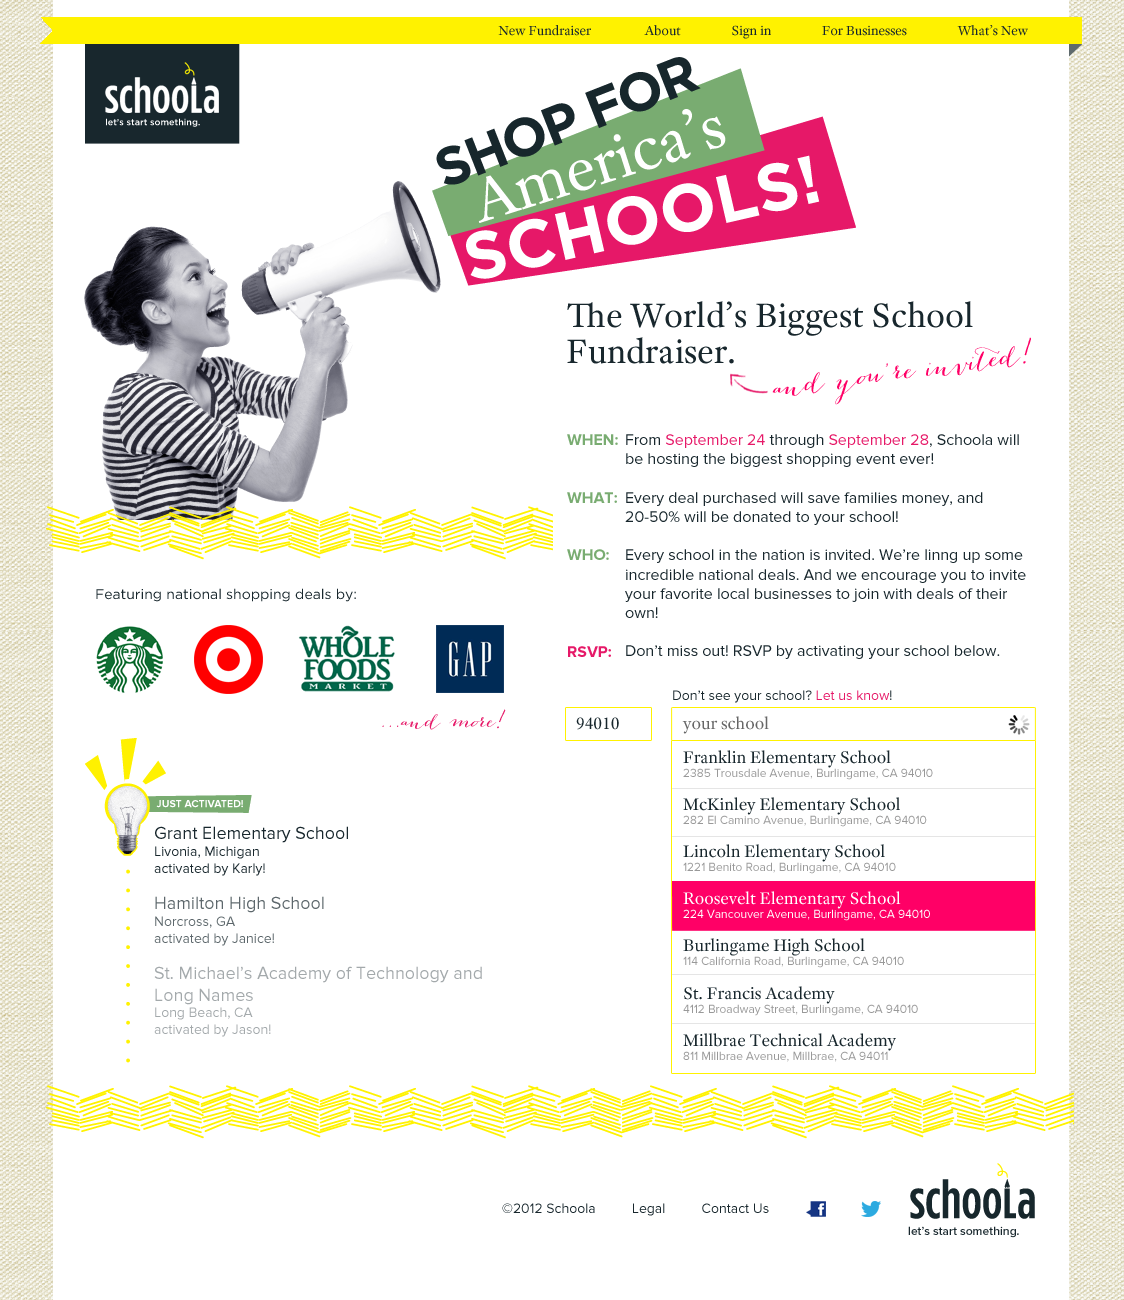 New Fundraiser About Sign in For Businesses What's New
schoola
let's start something.
SHOP FOR
America's
SCHOOLS!
The World's Biggest School
Fundraiser.
and you're invited!
WHEN: From September 24 through September 28, Schoola will
be hosting the biggest shopping event ever!
WHAT: Every deal purchased will save families money, and
20-50% will be donated to your school!
WHO: Every school in the nation is invited. We're linng up some
incredible national deals. And we encourage you to invite
your favorite local businesses to join with deals of their
own!
RSVP: Don't miss out! RSVP by activating your school below.
Featuring national shopping deals by:
WHOLE
FOODS
MARKET
GAP
...and more!
JUST ACTIVATED!
Grant Elementary School
Livonia, Michigan
activated by Karly!
Hamilton High School
Norcross, GA
activated by Janice!
St. Michael's Academy of Technology and
Long Names
Long Beach, CA
activated by Jason!
Don't see your school? Let us know!
94010 your school
Franklin Elementary School
2385 Trousdale Avenue, Burlingame, CA 94010
McKinley Elementary School
282 El Camino Avenue, Burlingame, CA 94010
Lincoln Elementary School
1221 Benito Road, Burlingame, CA 94010
Roosevelt Elementary School
224 Vancouver Avenue, Burlingame, CA 94010
Burlingame High School
114 California Road, Burlingame, CA 94010
St. Francis Academy
4112 Broadway Street, Burlingame, CA 94010
Millbrae Technical Academy
811 Millbrae Avenue, Millbrae, CA 94011
©2012 Schoola Legal Contact Us
schoola
let's start something.